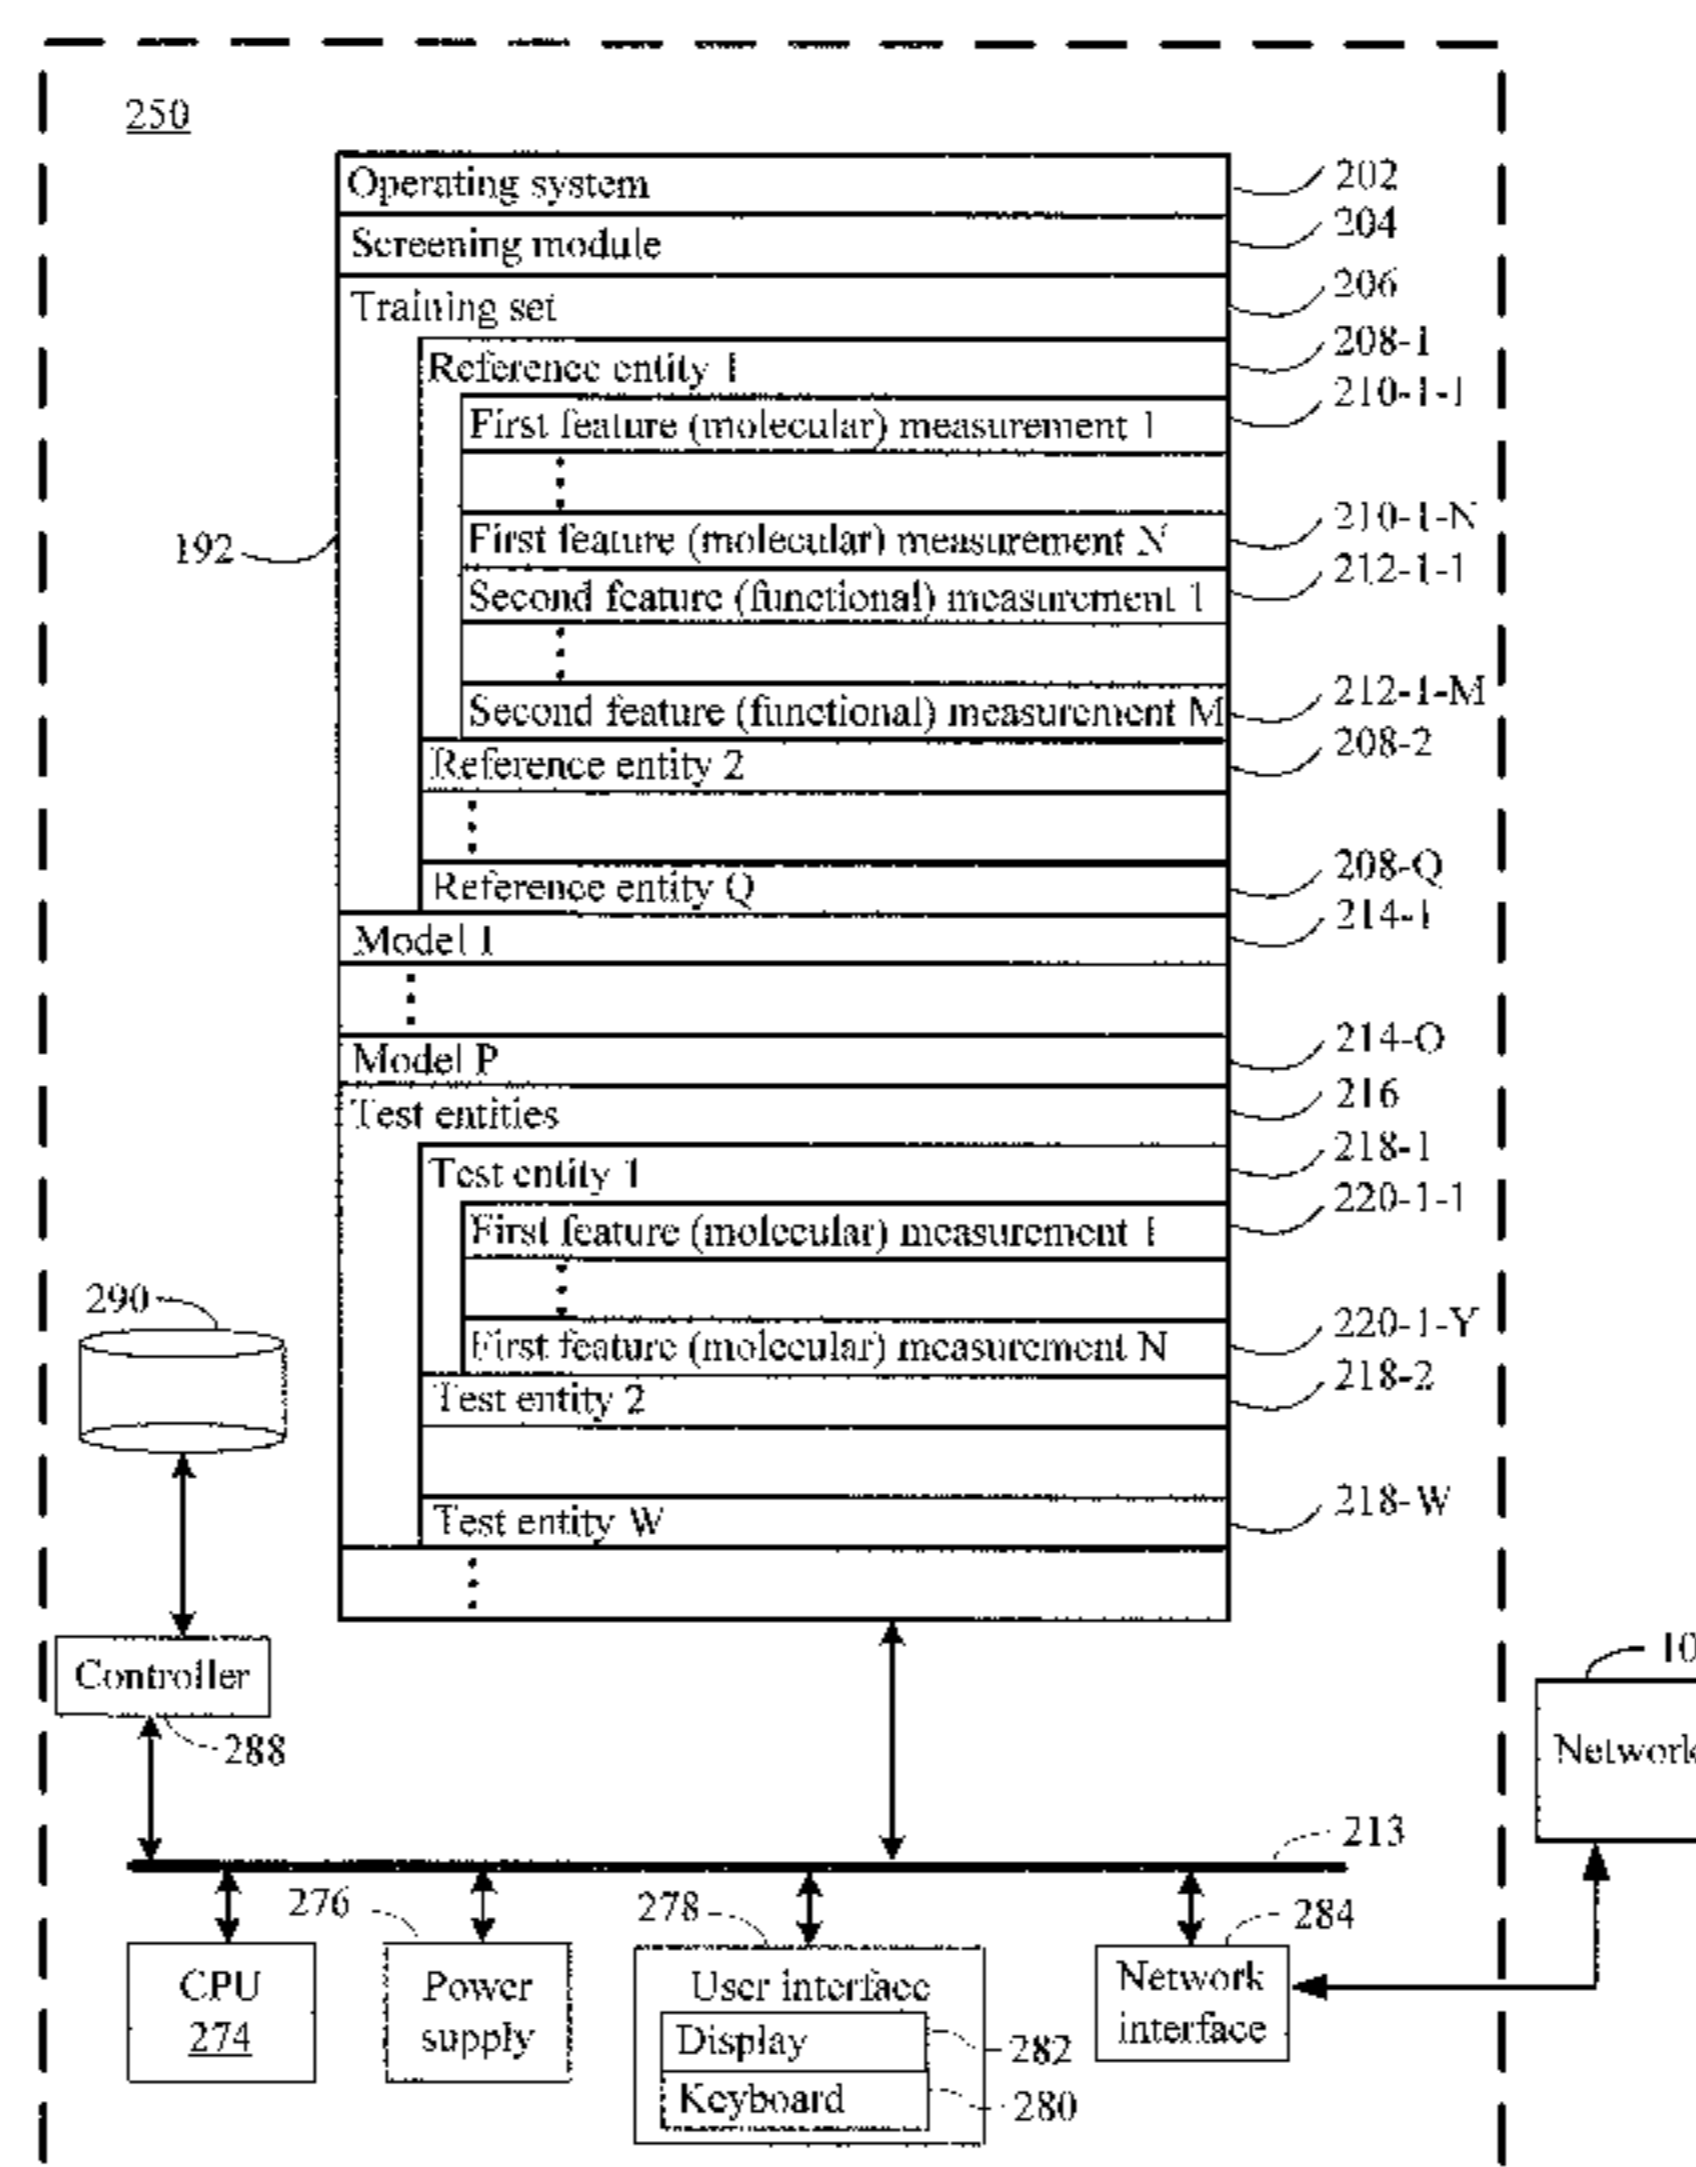 250
Operating system 202
Screening module 204
Training set 206
Reference entity 1 208-1
First feature (molecular) measurement 1 210-1-1
First feature (molecular) measurement N 210-1-N
192
Second feature (functional) measurement 1 212-1-1
Second feature (functional) measurement M 212-1-M
Reference entity 2 208-2
Reference entity Q 208-Q
Model 1 214-1
Model P 214-O
Test entities 216
Test entity 1 218-1
First feature (molecular) measurement 1 220-1-1
290
First feature (molecular) measurement N 220-1-Y
Test entity 2 218-2
Test entity W 218-W
Controller
288
10
Network
213
276
278
284
CPU
274
Power
supply
User interface
Display 282
Keyboard 280
Network
interface